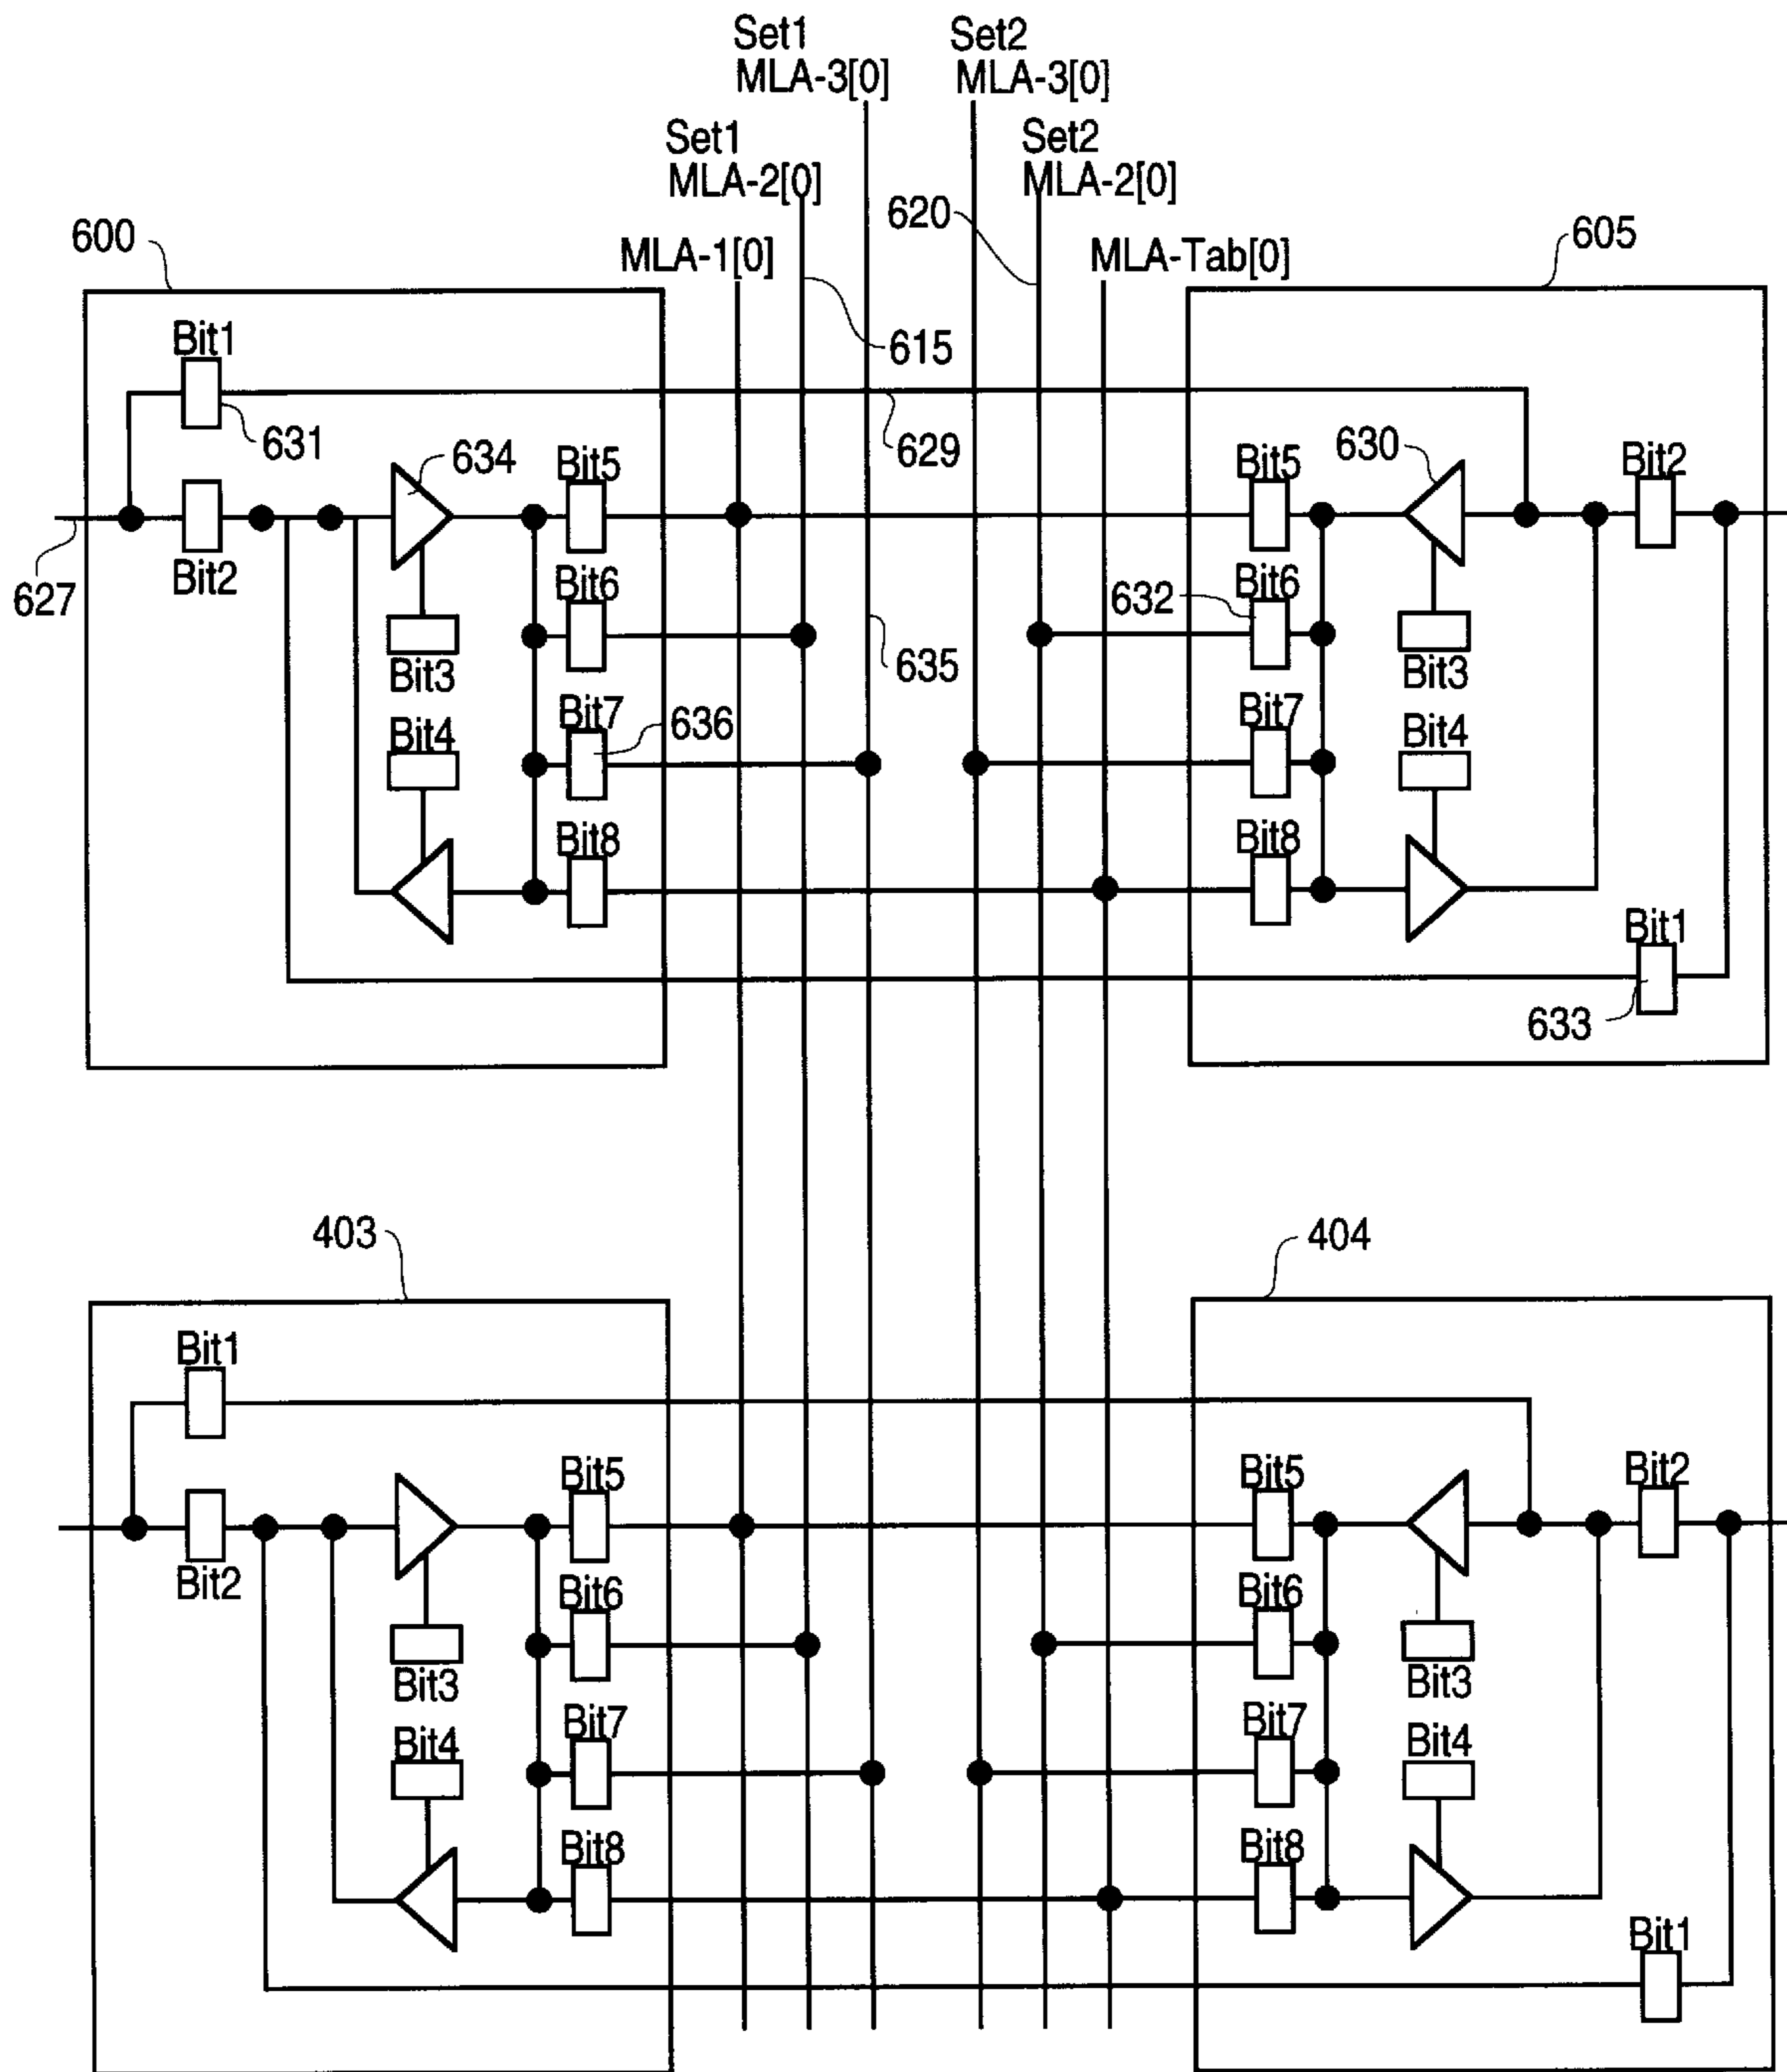 Set1
MLA-3[0]
Set2
MLA-3[0]
Set1
MLA-2[0]
Set2
MLA-2[0]
620
MLA-1[0]
MLA-Tab[0]
600
605
615
Bit1
631
629
634
Bit5
Bit5
630
Bit2
Bit2
627
Bit6
632
Bit6
Bit3
635
Bit3
Bit7
636
Bit4
Bit7
Bit4
Bit8
Bit8
Bit1
633
403
404
Bit1
Bit5
Bit5
Bit2
Bit2
Bit6
Bit6
Bit3
Bit3
Bit7
Bit7
Bit4
Bit4
Bit8
Bit8
Bit1